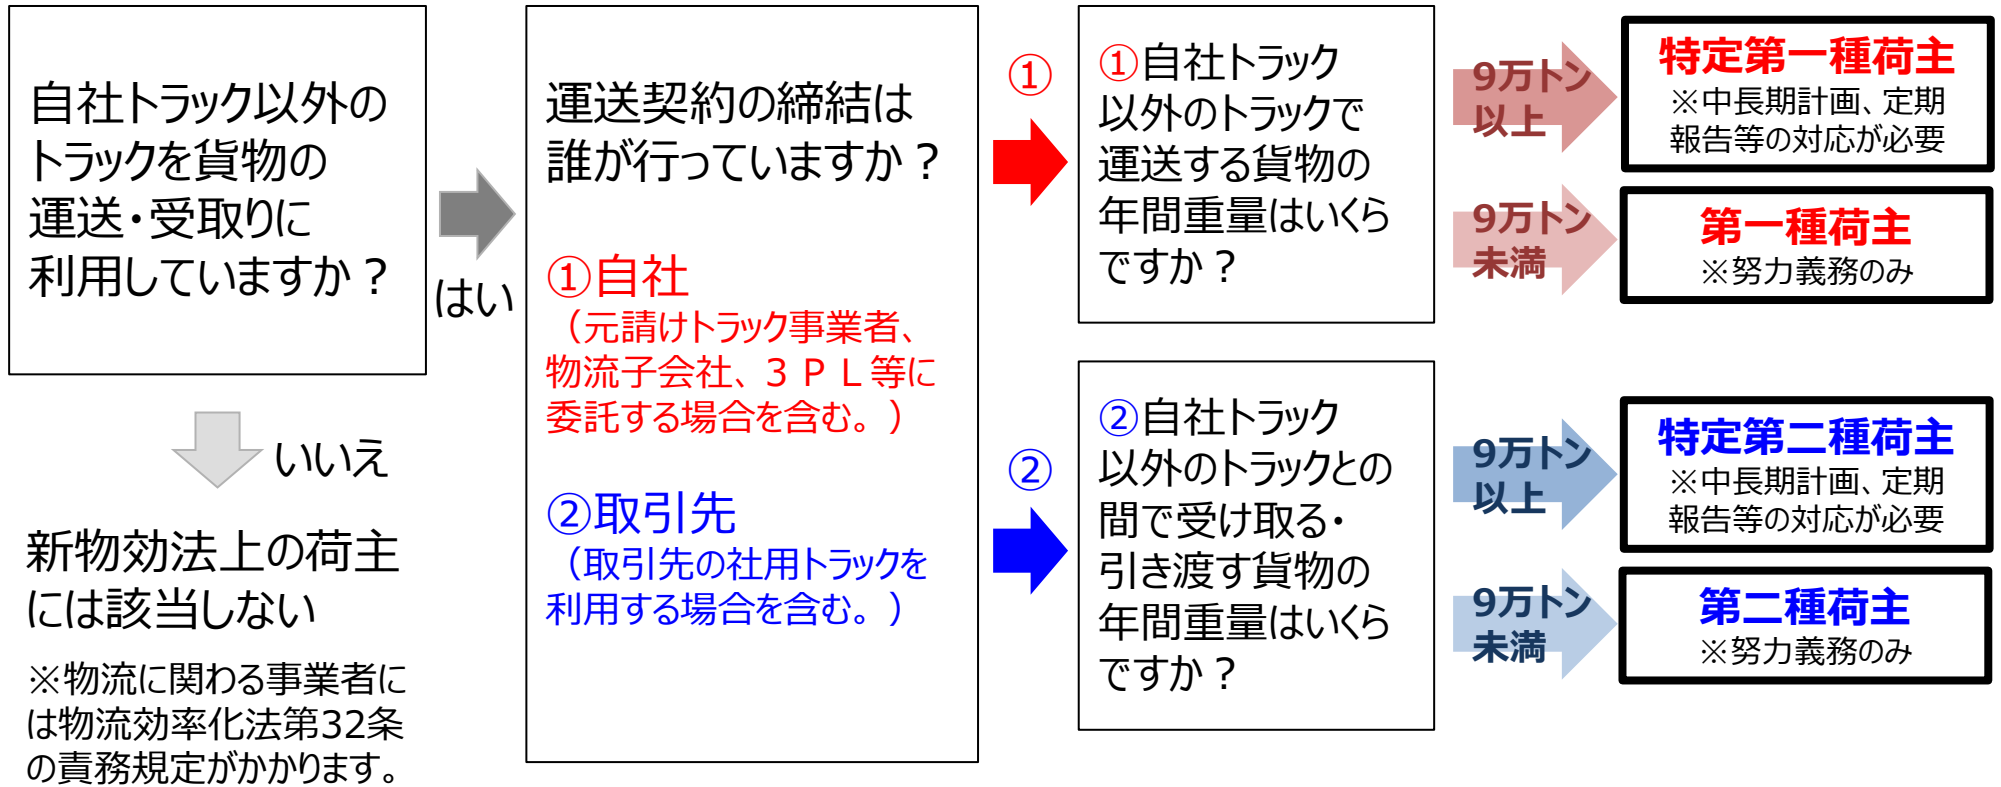 自社トラック以外の
トラックを貨物の
運送・受取りに
利用していますか？
はい
いいえ
新物効法上の荷主
には該当しない
※物流に関わる事業者に
は物流効率化法第32条
の責務規定がかかります。
運送契約の締結は
誰が行っていますか？
①自社
（元請けトラック事業者、
物流子会社、３ＰＬ等に
委託する場合を含む。）
②取引先
（取引先の社用トラックを
利用する場合を含む。）
①
①自社トラック
以外のトラックで
運送する貨物の
年間重量はいくら
ですか？
9万トン
以上
特定第一種荷主
※中長期計画、定期
報告等の対応が必要
9万トン
未満
第一種荷主
※努力義務のみ
②
②自社トラック
以外のトラックとの
間で受け取る・
引き渡す貨物の
年間重量はいくら
ですか？
9万トン
以上
特定第二種荷主
※中長期計画、定期
報告等の対応が必要
9万トン
未満
第二種荷主
※努力義務のみ